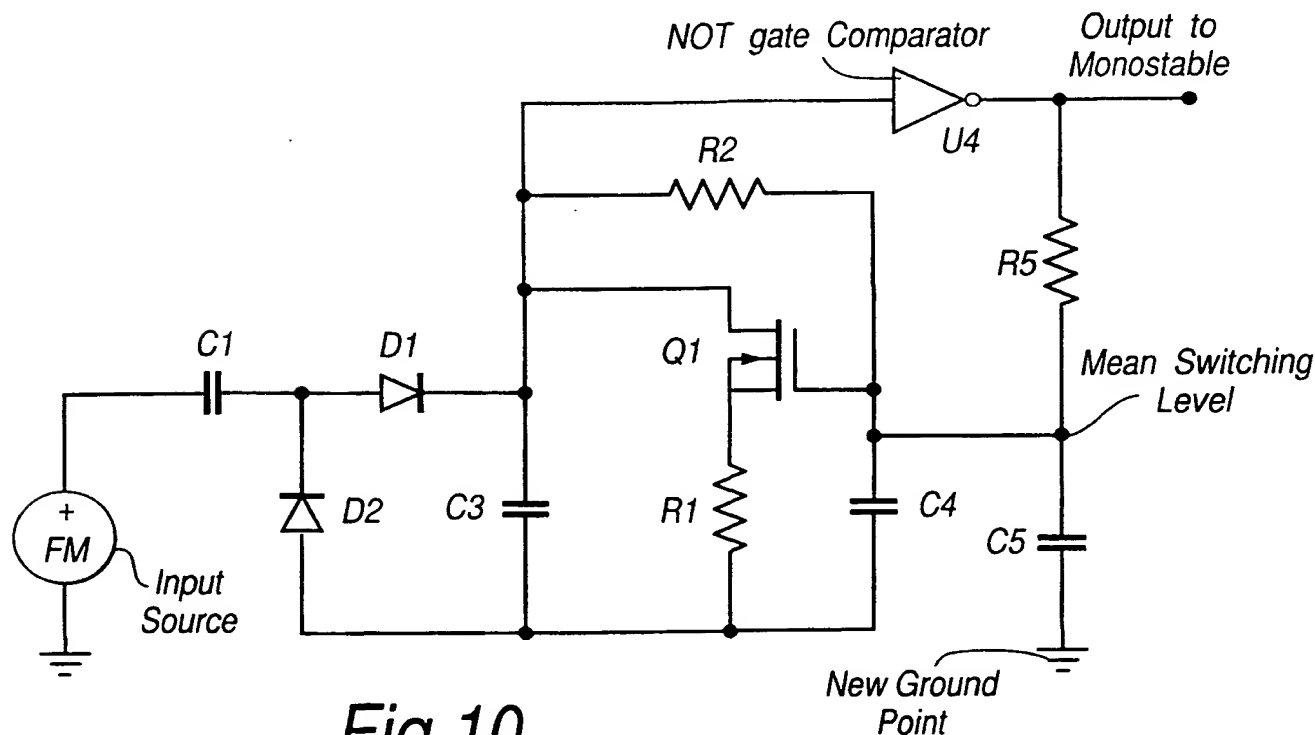 NOT gate Comparator
Output to
Monostable
U4
R2
R5
C1
D1
Q1
Mean Switching
Level
D2
C3
R1
C4
C5
+
FM
Input
Source
New Ground
Point
Fig.10